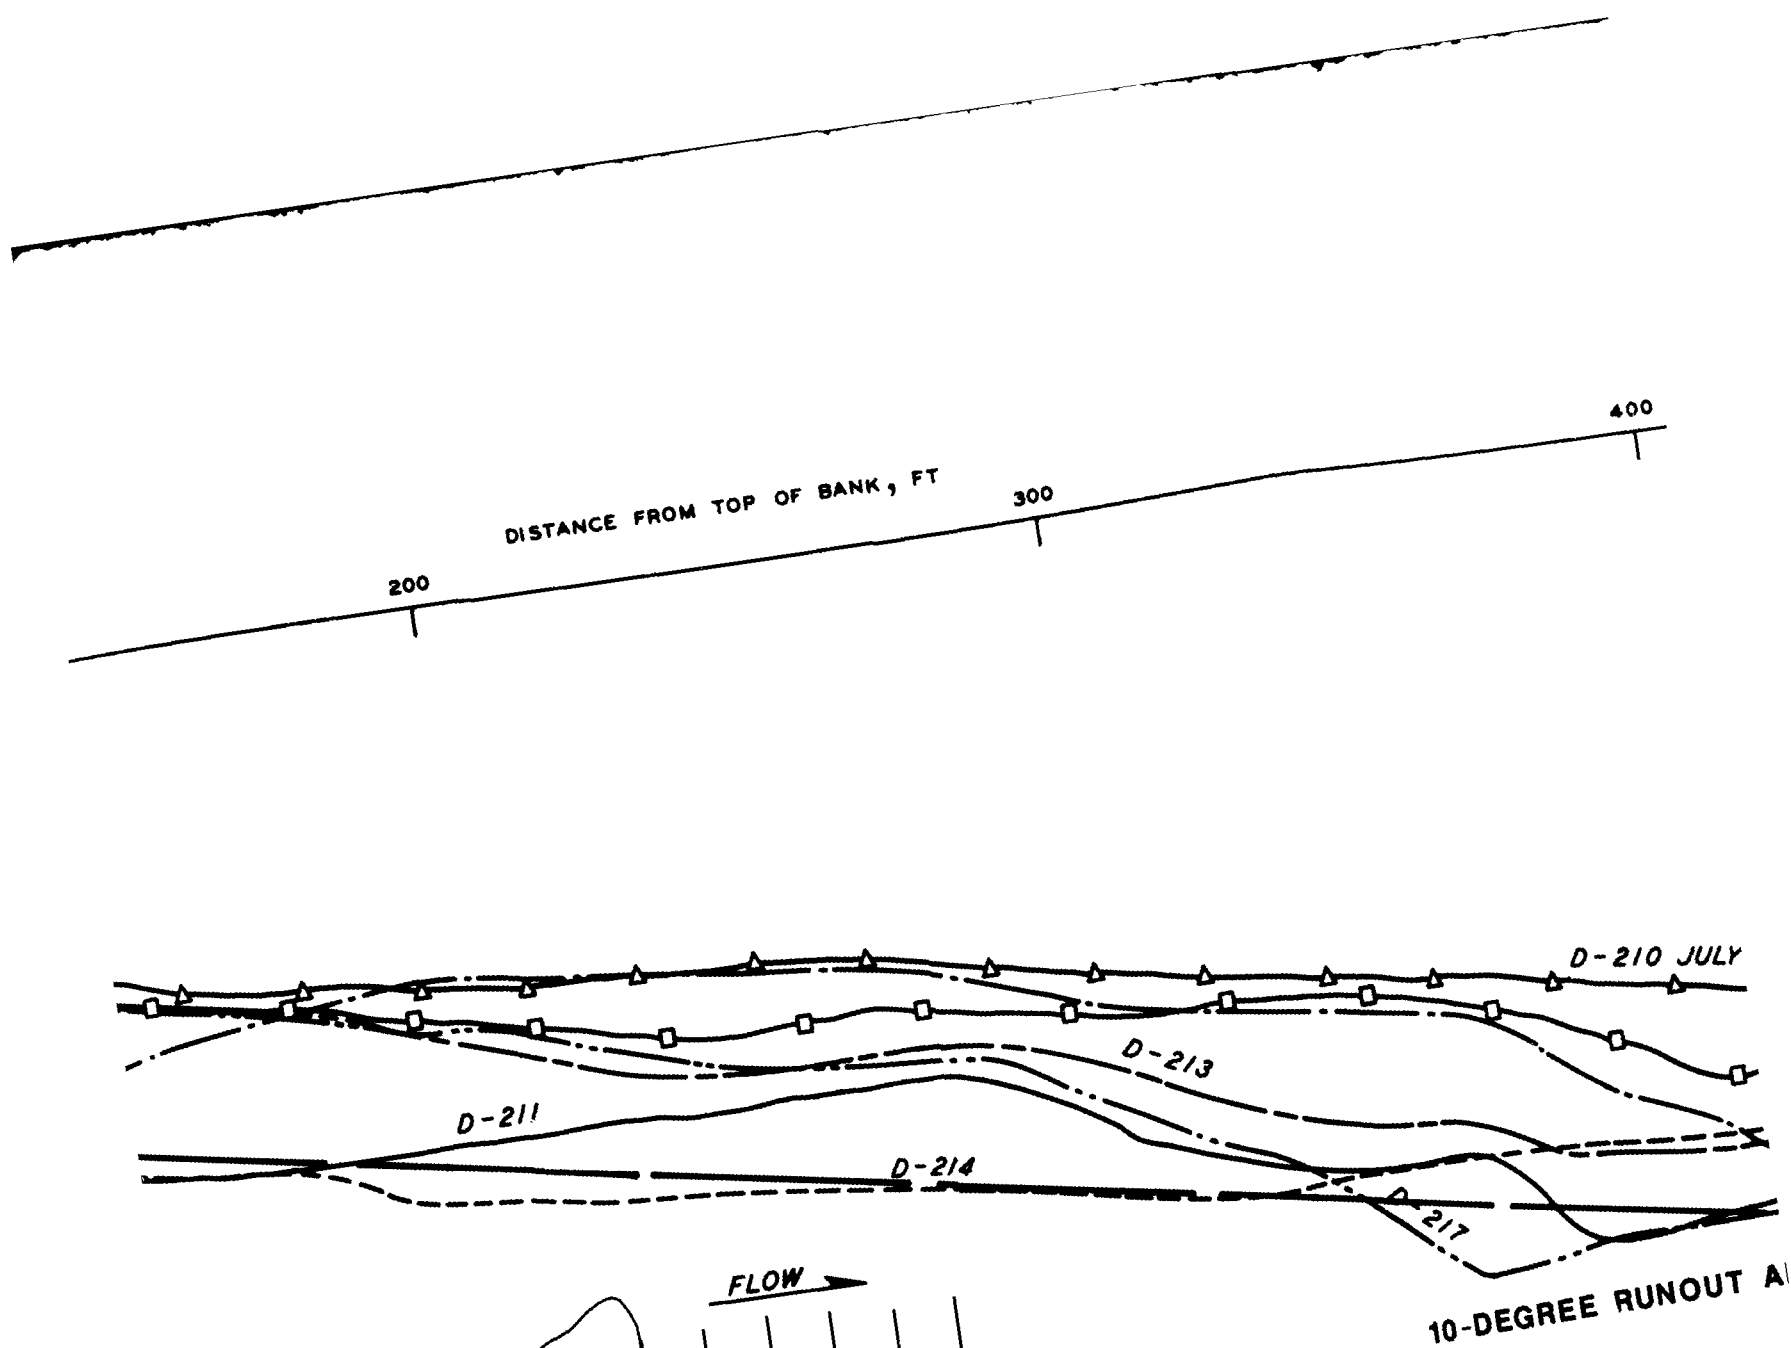 400
DISTANCE FROM TOP OF BANK, FT
300
200
D-210 JULY
D-213
D-211
D-214
D-217
FLOW
10-DEGREE RUNOUT